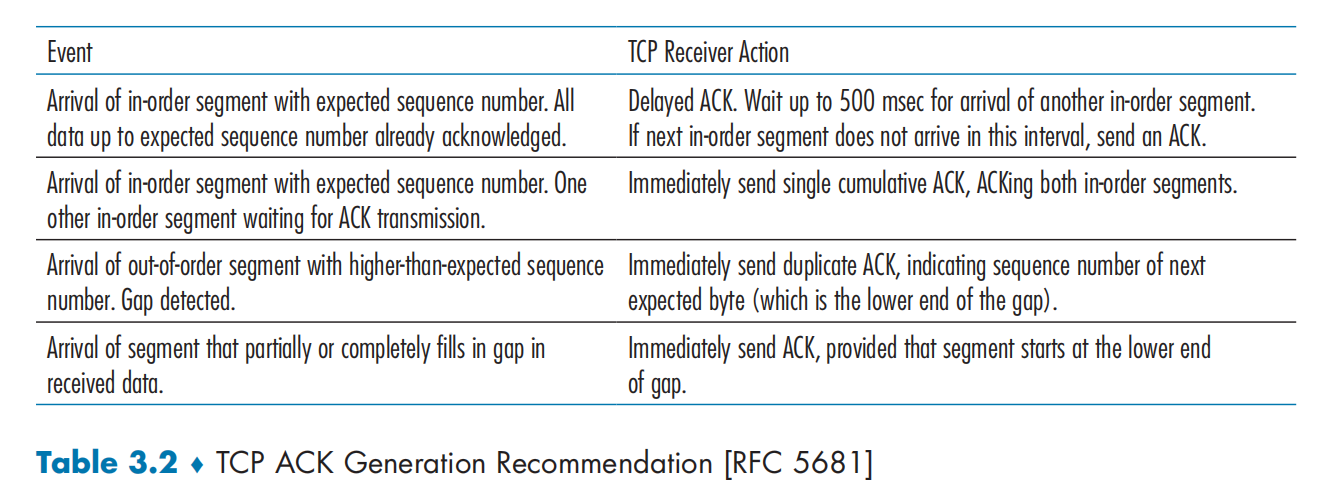 Event
TCP Receiver Action
Arrival of in-order segment with expected sequence number. All
data up to expected sequence number already acknowledged.
Delayed ACK. Wait up to 500 msec for arrival of another in-order segment.
If next in-order segment does not arrive in this interval, send an ACK.
Arrival of in-order segment with expected sequence number. One
other in-order segment waiting for ACK transmission.
Immediately send single cumulative ACK, ACKing both in-order segments.
Arrival of out-of-order segment with higher-than-expected sequence
number. Gap detected.
Immediately send duplicate ACK, indicating sequence number of next
expected byte (which is the lower end of the gap).
Arrival of segment that partially or completely fills in gap in
received data.
Immediately send ACK, provided that segment starts at the lower end
of gap.
Table 3.2 ♦ TCP ACK Generation Recommendation [RFC 5681]